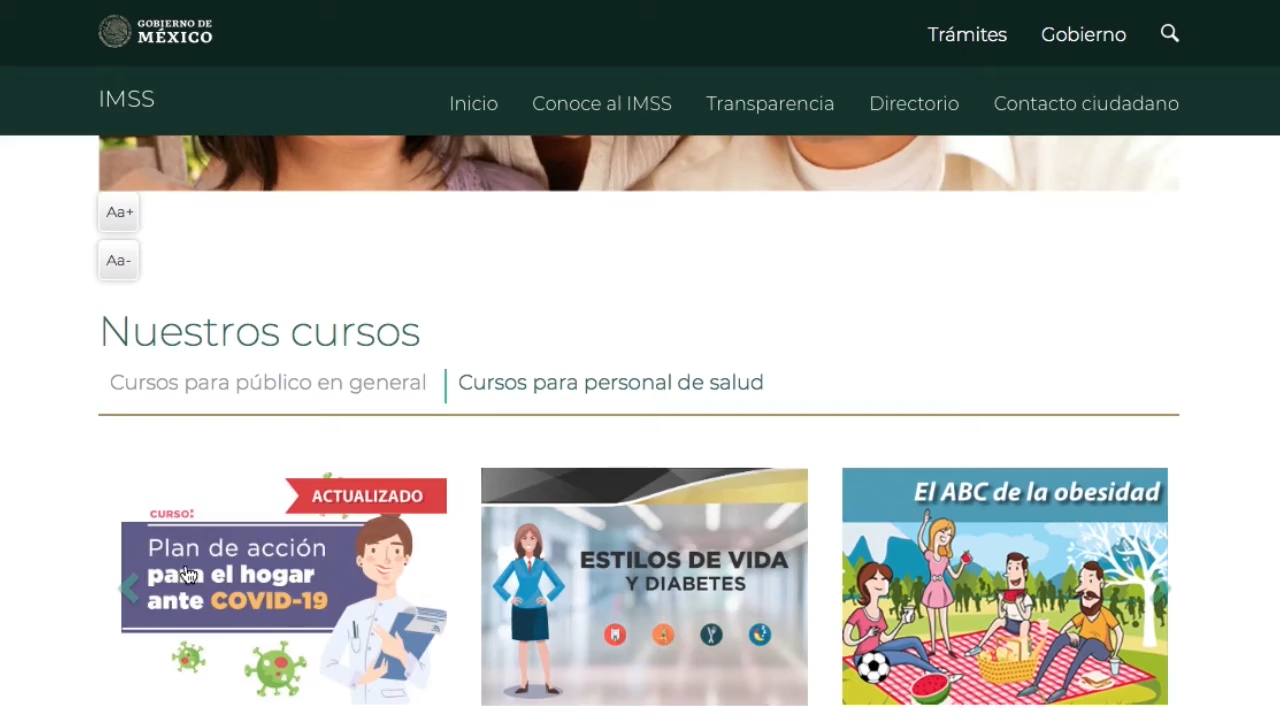 GOBIERNO DE
MÉXICO
Trámites
Gobierno
IMSS
Inicio
Conoce al IMSS
Transparencia
Directorio
Contacto ciudadano
Aa+
Aa-
Nuestros cursos
Cursos para público en general
Cursos para personal de salud
ACTUALIZADO
CURSO:
Plan de acción
para el hogar
ante COVID-19
ESTILOS DE VIDA
Y DIABETES
El ABC de la obesidad